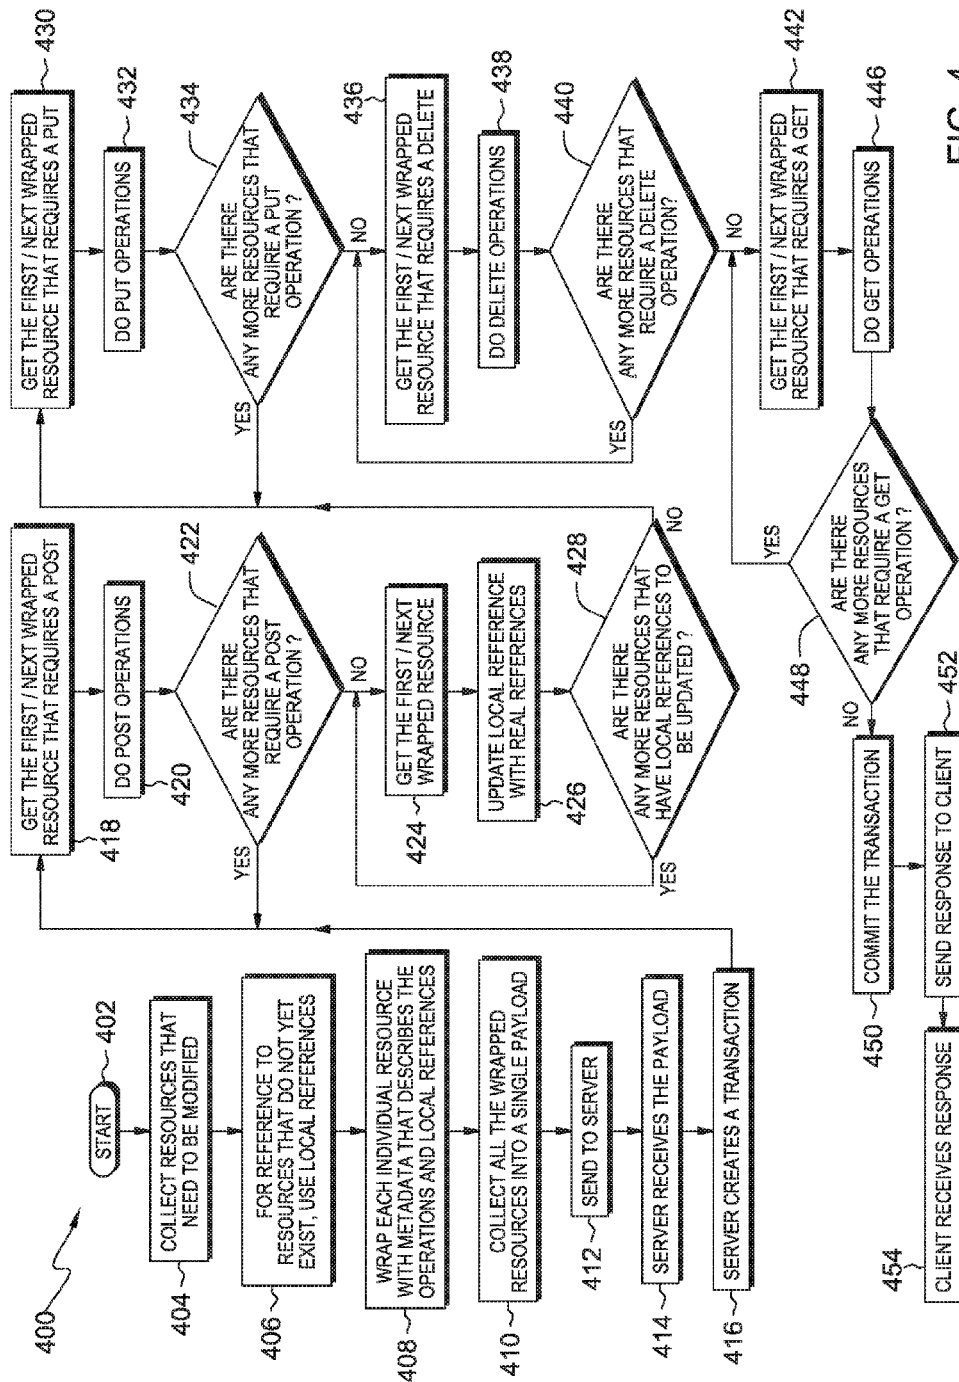 400
START
402
COLLECT RESOURCES THAT
NEED TO BE MODIFIED
404
FOR REFERENCE TO
RESOURCES THAT DO NOT YET
EXIST, USE LOCAL REFERENCES
406
WRAP EACH INDIVIDUAL RESOURCE
WITH METADATA THAT DESCRIBES THE
OPERATIONS AND LOCAL REFERENCES
408
COLLECT ALL THE WRAPPED
RESOURCES INTO A SINGLE PAYLOAD
410
SEND TO SERVER
412
SERVER RECEIVES THE PAYLOAD
414
SERVER CREATES A TRANSACTION
416
GET THE FIRST / NEXT WRAPPED
RESOURCE THAT REQUIRES A POST
418
DO POST OPERATIONS
420
ARE THERE
ANY MORE RESOURCES THAT
REQUIRE A POST
OPERATION ?
422
YES
NO
GET THE FIRST / NEXT
WRAPPED RESOURCE
424
UPDATE LOCAL REFERENCE
WITH REAL REFERENCES
426
ARE THERE
ANY MORE RESOURCES THAT
HAVE LOCAL REFERENCES TO
BE UPDATED ?
428
YES
NO
GET THE FIRST / NEXT WRAPPED
RESOURCE THAT REQUIRES A PUT
430
DO PUT OPERATIONS
432
ARE THERE
ANY MORE RESOURCES THAT
REQUIRE A PUT
OPERATION ?
434
YES
NO
GET THE FIRST / NEXT WRAPPED
RESOURCE THAT REQUIRES A DELETE
436
DO DELETE OPERATIONS
438
ARE THERE
ANY MORE RESOURCES THAT
REQUIRE A DELETE
OPERATION?
440
YES
NO
GET THE FIRST / NEXT WRAPPED
RESOURCE THAT REQUIRES A GET
442
DO GET OPERATIONS
446
ARE THERE
ANY MORE RESOURCES
THAT REQUIRE A GET
OPERATION ?
448
YES
NO
COMMIT THE TRANSACTION
450
SEND RESPONSE TO CLIENT
452
CLIENT RECEIVES RESPONSE
454
FIG. 4